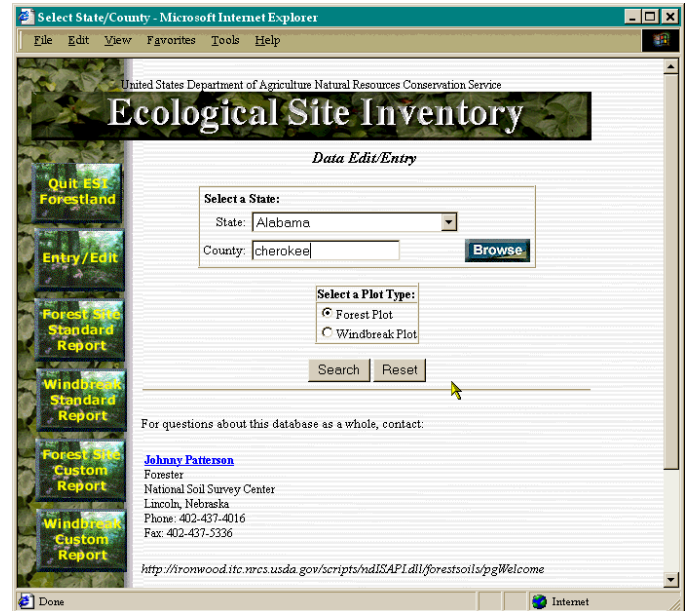 Select State/County - Microsoft Internet Explorer
File Edit View Favorites Tools Help
United States Department of Agriculture Natural Resources Conservation Service
Ecological Site Inventory
Data Edit/Entry
Quit ESI
Forestland
Entry/Edit
Forest Site
Standard
Report
Windbreak
Standard
Report
Forest Site
Custom
Report
Windbreak
Custom
Report
Select a State:
State: Alabama
County: cherokee Browse
Select a Plot Type:
Forest Plot
Windbreak Plot
Search Reset
For questions about this database as a whole, contact:
Johnny Patterson
Forester
National Soil Survey Center
Lincoln, Nebraska
Phone: 402-437-4016
Fax: 402-437-5336
http://ironwood.itc.nrcs.usda.gov/scripts/ndISAPI.dll/forestsoils/pgWelcome
Done Internet